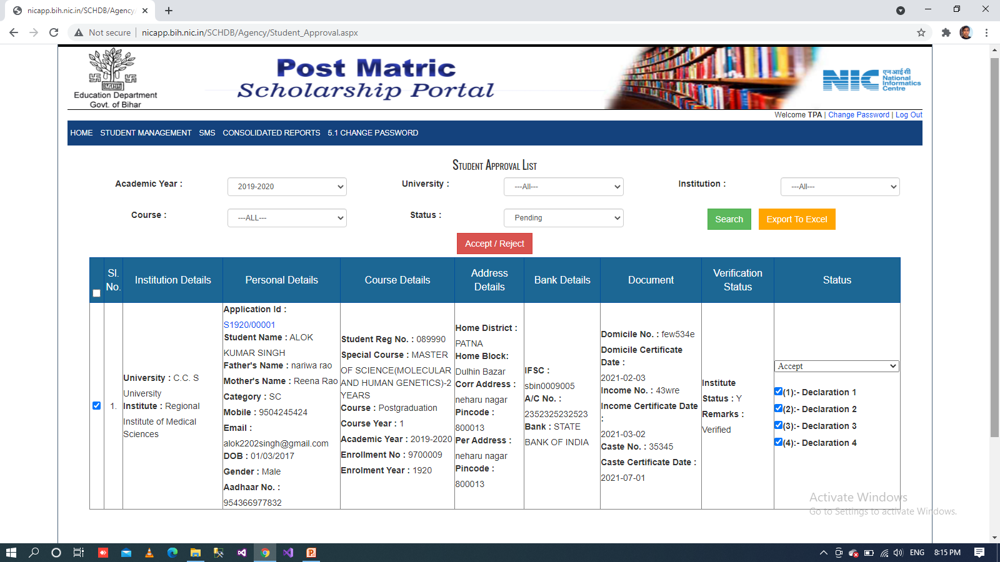 nicapp.bih.nic.in/SCHDB/Agency/
Not secure
nicapp.bih.nic.in/SCHDB/Agency/Student_Approval.aspx
Education Department
Govt. of Bihar
Post Matric
Scholarship Portal
NIC
एन आई सी
National
Informatics
Centre
Welcome TPA | Change Password | Log Out
HOME STUDENT MANAGEMENT SMS CONSOLIDATED REPORTS 5.1 CHANGE PASSWORD
Student Approval List
Academic Year : 2019-2020 University : ---All--- Institution : ---All---
Course : ---ALL--- Status : Pending Search Export To Excel
Accept / Reject
Sl. No.
Institution Details
Personal Details
Course Details
Address Details
Bank Details
Document
Verification Status
Status
1.
University : C.C. S
University
Institute : Regional
Institute of Medical
Sciences
Application Id :
S1920/00001
Student Name : ALOK
KUMAR SINGH
Father's Name : nariwa rao
Mother's Name : Reena Rao
Category : SC
Mobile : 9504245424
Email :
alok2202singh@gmail.com
DOB : 01/03/2017
Gender : Male
Aadhaar No. :
954366977832
Student Reg No. : 089990
Special Course : MASTER
OF SCIENCE(MOLECULAR
AND HUMAN GENETICS)-2
YEARS
Course : Postgraduation
Course Year : 1
Academic Year : 2019-2020
Enrollment No : 9700009
Enrolment Year : 1920
Home District :
PATNA
Home Block:
Dulhin Bazar
Corr Address :
neharu nagar
Pincode :
800013
Per Address :
neharu nagar
Pincode :
800013
IFSC :
sbin0009005
A/C No. :
2352325232523
Bank : STATE
BANK OF INDIA
Domicile No. : few534e
Domicile Certificate
Date :
2021-02-03
Income No. : 43wre
Income Certificate Date
:
2021-03-02
Caste No. : 35345
Caste Certificate Date :
2021-07-01
Institute
Status : Y
Remarks :
Verified
Accept
(1):- Declaration 1
(2):- Declaration 2
(3):- Declaration 3
(4):- Declaration 4
Activate Windows
Go to Settings to activate Windows.
ENG 8:15 PM